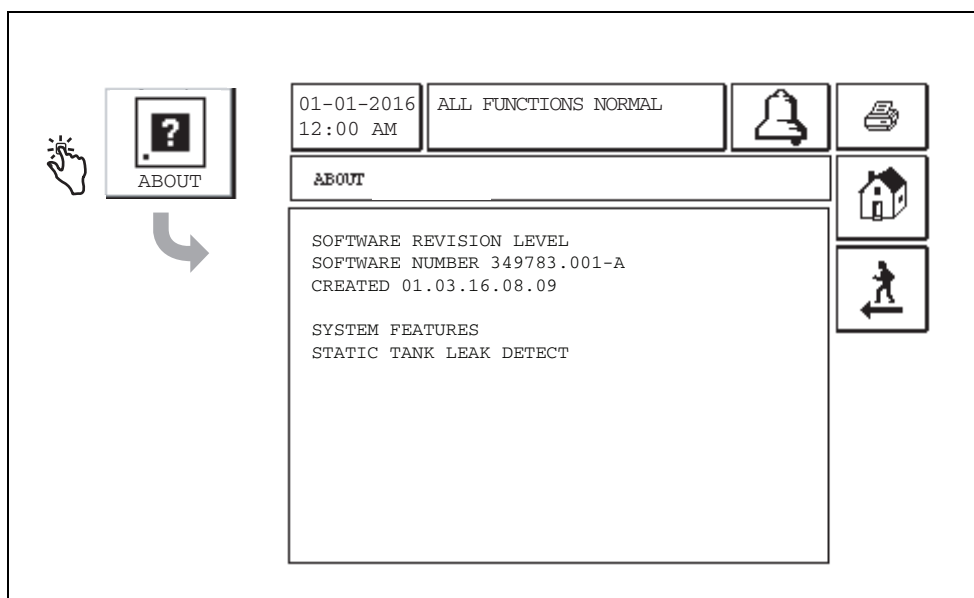 ABOUT
01-01-2016
12:00 AM
ALL FUNCTIONS NORMAL
ABOUT
SOFTWARE REVISION LEVEL
SOFTWARE NUMBER 349783.001-A
CREATED 01.03.16.08.09
SYSTEM FEATURES
STATIC TANK LEAK DETECT